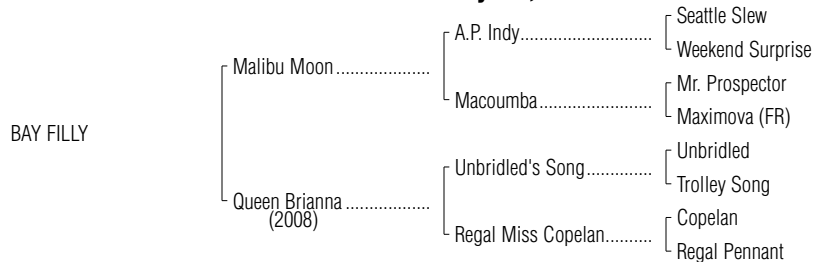 Seattle Slew
A.P. Indy..............................
Weekend Surprise
Malibu Moon....................
Mr. Prospector
Macoumba..........................
Maximova (FR)
BAY FILLY
Unbridled
Unbridled's Song..............
Trolley Song
Queen Brianna..................
(2008)
Copelan
Regal Miss Copelan..........
Regal Pennant